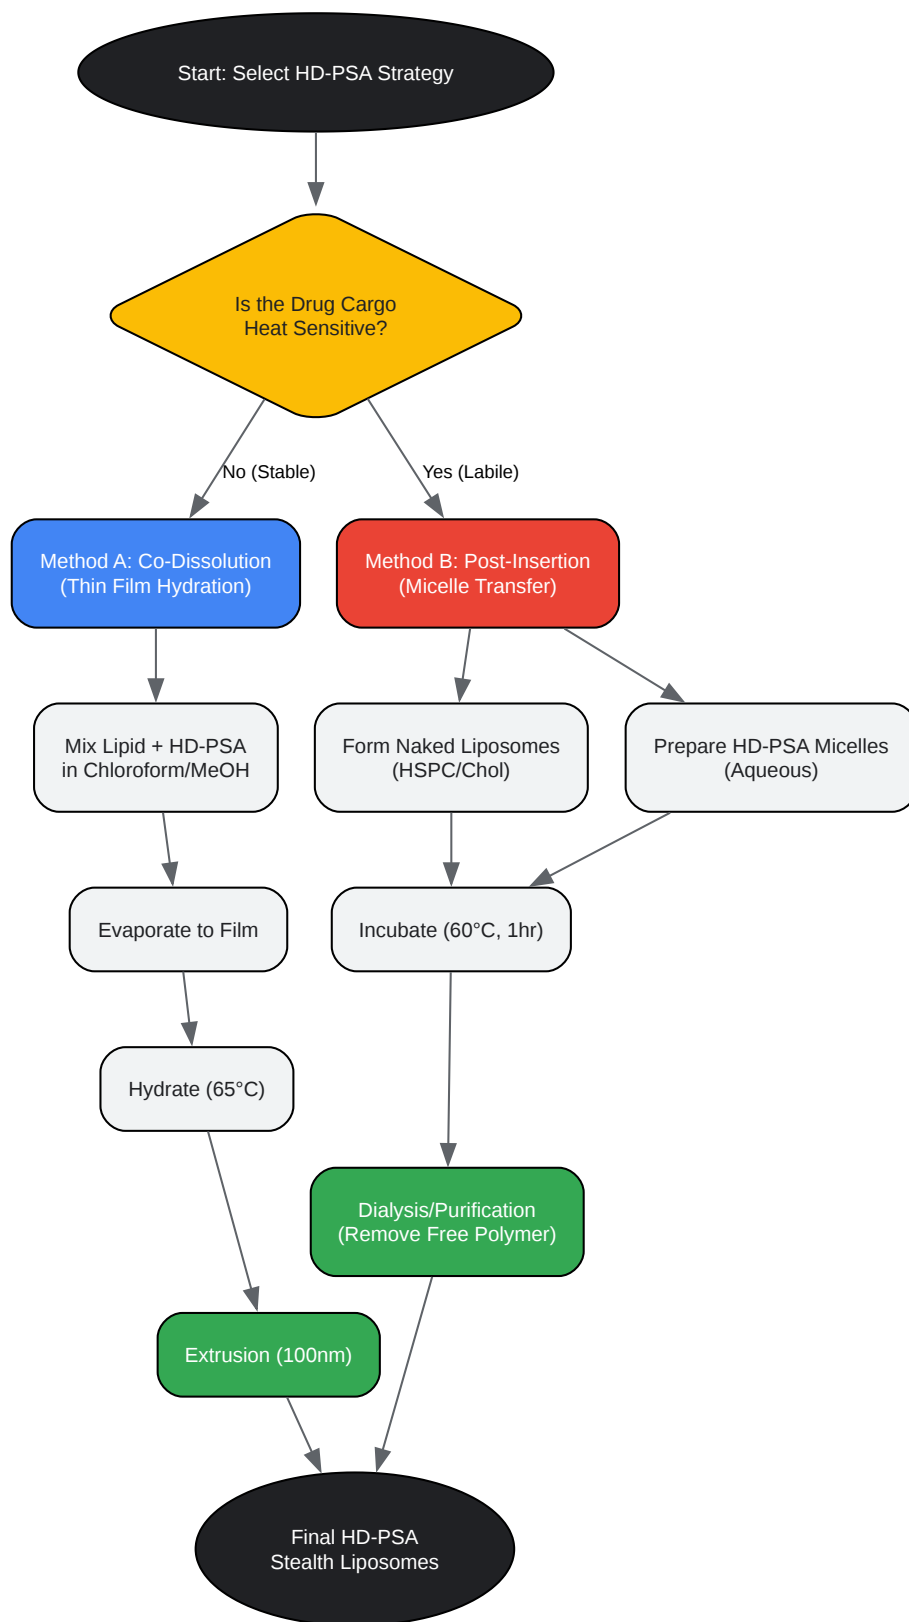 Start: Select HD-PSA Strategy
Is the Drug Cargo
Heat Sensitive?
No (Stable)
Yes (Labile)
Method A: Co-Dissolution
(Thin Film Hydration)
Method B: Post-Insertion
(Micelle Transfer)
Mix Lipid + HD-PSA
in Chloroform/MeOH
Form Naked Liposomes
(HSPC/Chol)
Prepare HD-PSA Micelles
(Aqueous)
Evaporate to Film
Incubate (60°C, 1hr)
Hydrate (65°C)
Dialysis/Purification
(Remove Free Polymer)
Extrusion (100nm)
Final HD-PSA
Stealth Liposomes